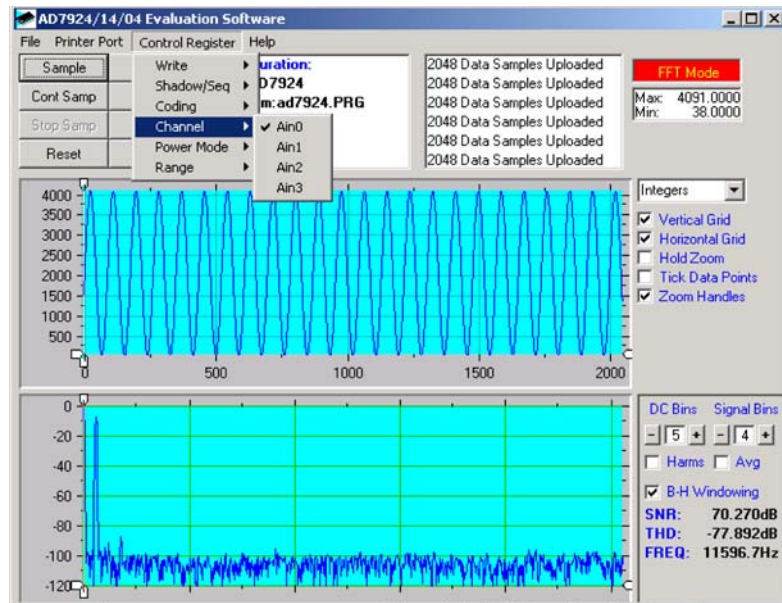 AD7924/14/04 Evaluation Software
File Printer Port Control Register Help
Sample
Cont Samp
Stop Samp
Reset
Write
Shadow/Seq
Coding
Channel
Power Mode
Range
Ain0
Ain1
Ain2
Ain3
uration:
D7924
m:ad7924.PRG
2048 Data Samples Uploaded
2048 Data Samples Uploaded
2048 Data Samples Uploaded
2048 Data Samples Uploaded
2048 Data Samples Uploaded
2048 Data Samples Uploaded
FFT Mode
Max: 4091.0000
Min: 38.0000
4000
3500
3000
2500
2000
1500
1000
500
0 500 1000 1500 2000
Integers
Vertical Grid
Horizontal Grid
Hold Zoom
Tick Data Points
Zoom Handles
0
-20
-40
-60
-80
-100
-120
DC Bins Signal Bins
- 5 + - 4 +
Harms Avg
B-H Windowing
SNR: 70.270dB
THD: -77.892dB
FREQ: 11596.7Hz